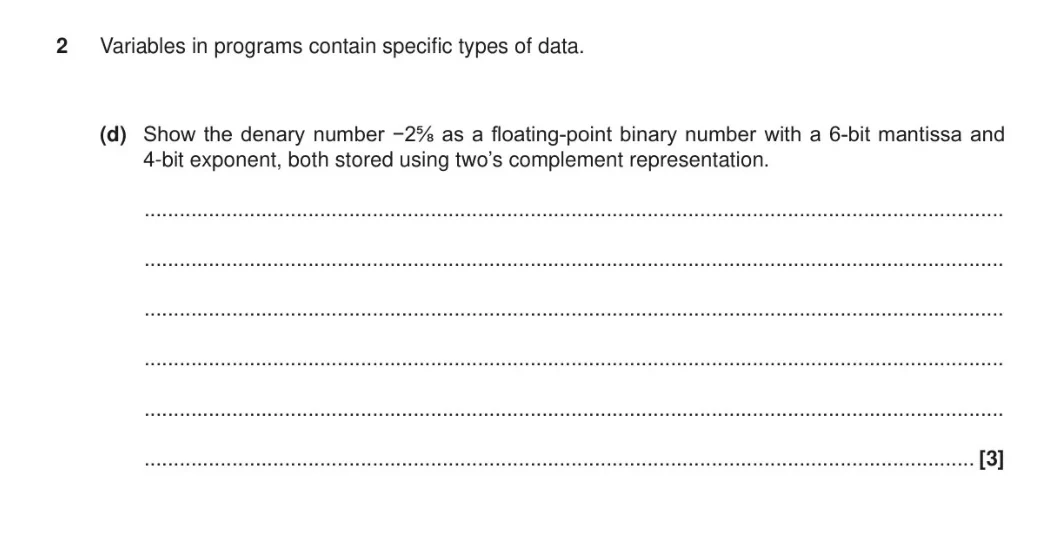 2 Variables in programs contain specific types of data.
(d) Show the denary number −2⅝ as a floating-point binary number with a 6-bit mantissa and
4-bit exponent, both stored using two’s complement representation.
....................................................................................................
....................................................................................................
....................................................................................................
....................................................................................................
....................................................................................................
.................................................................................................... [3]